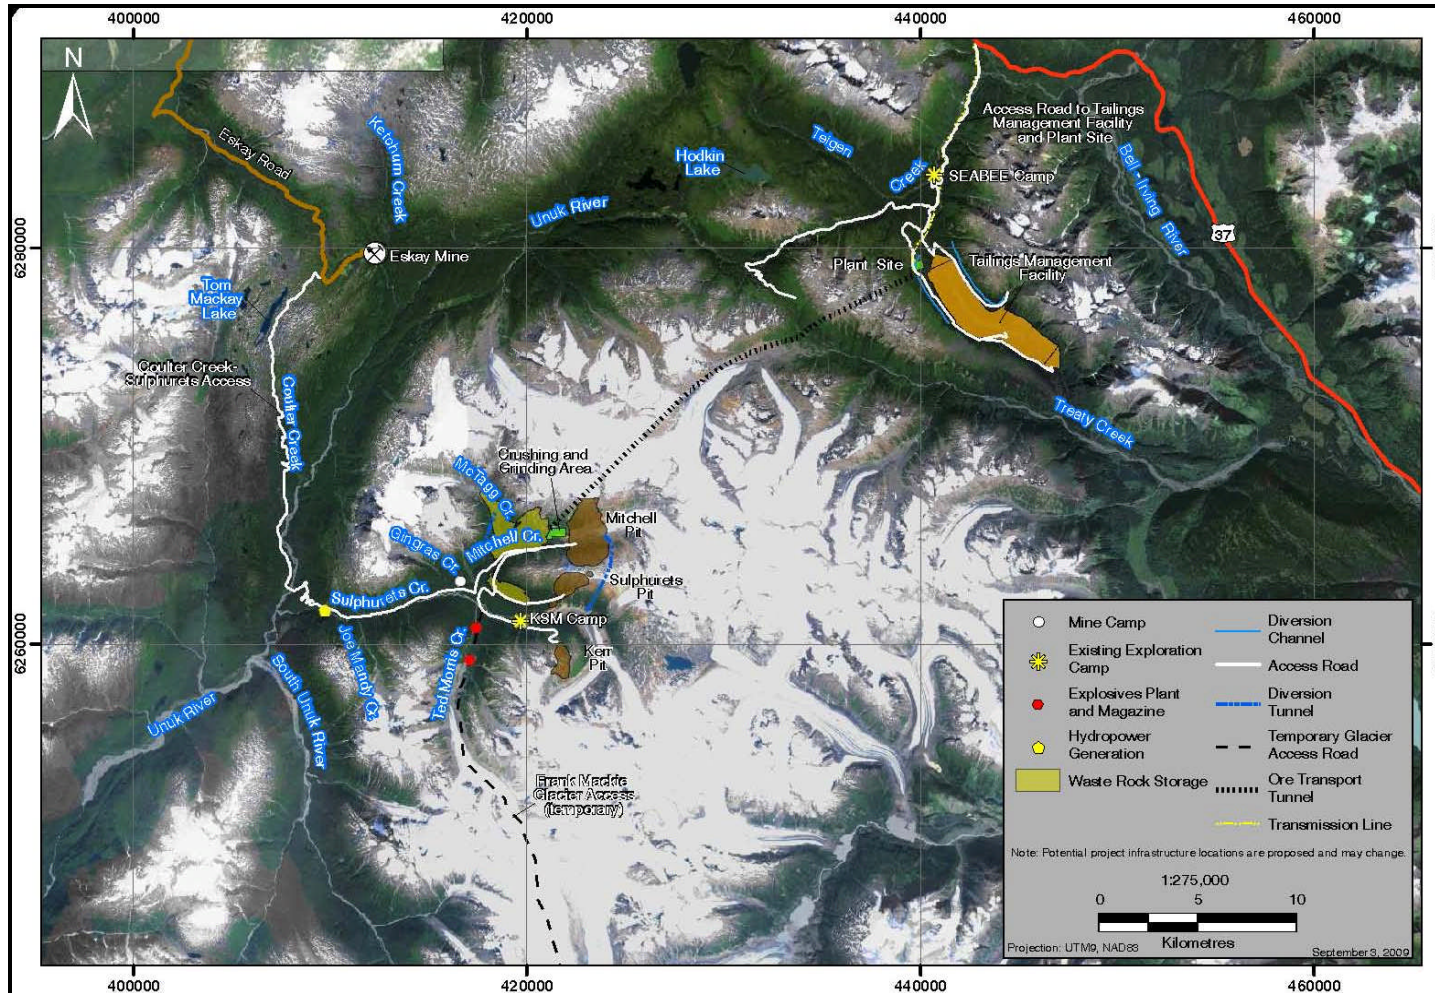 400000
420000
440000
460000
N
Access Road to Tailings
Management Facility
and Plant Site
Ketchum Creek
Eskay Road
Teigen
Creek
Hodkin
Lake
SEABEE Camp
Bell - Irving River
Unuk River
37
6280000
6280000
Eskay Mine
Plant Site
Tailings Management
Facility
Tom
Mackay
Lake
Coulter Creek-
Sulphurets Access
Coulter Creek
Treaty Creek
Crushing and
Grinding Area
McTagg Cr.
Mitchell
Pit
Mitchell Cr.
Gingras Cr.
Sulphurets
Pit
Sulphurets Cr.
KSM Camp
Kerr
Pit
6260000
6260000
Joe Mandy Cr.
Ted Morris Cr.
South Unuk
River
Unuk River
Frank Mackie
Glacier Access
(temporary)
Mine Camp
Existing Exploration
Camp
Explosives Plant
and Magazine
Hydropower
Generation
Waste Rock Storage
Diversion
Channel
Access Road
Diversion
Tunnel
Temporary Glacier
Access Road
Ore Transport
Tunnel
Transmission Line
Note: Potential project infrastructure locations are proposed and may change.
1:275,000
0 5 10
Kilometres
Projection: UTM9, NAD83
September 3, 2009
400000
420000
440000
460000